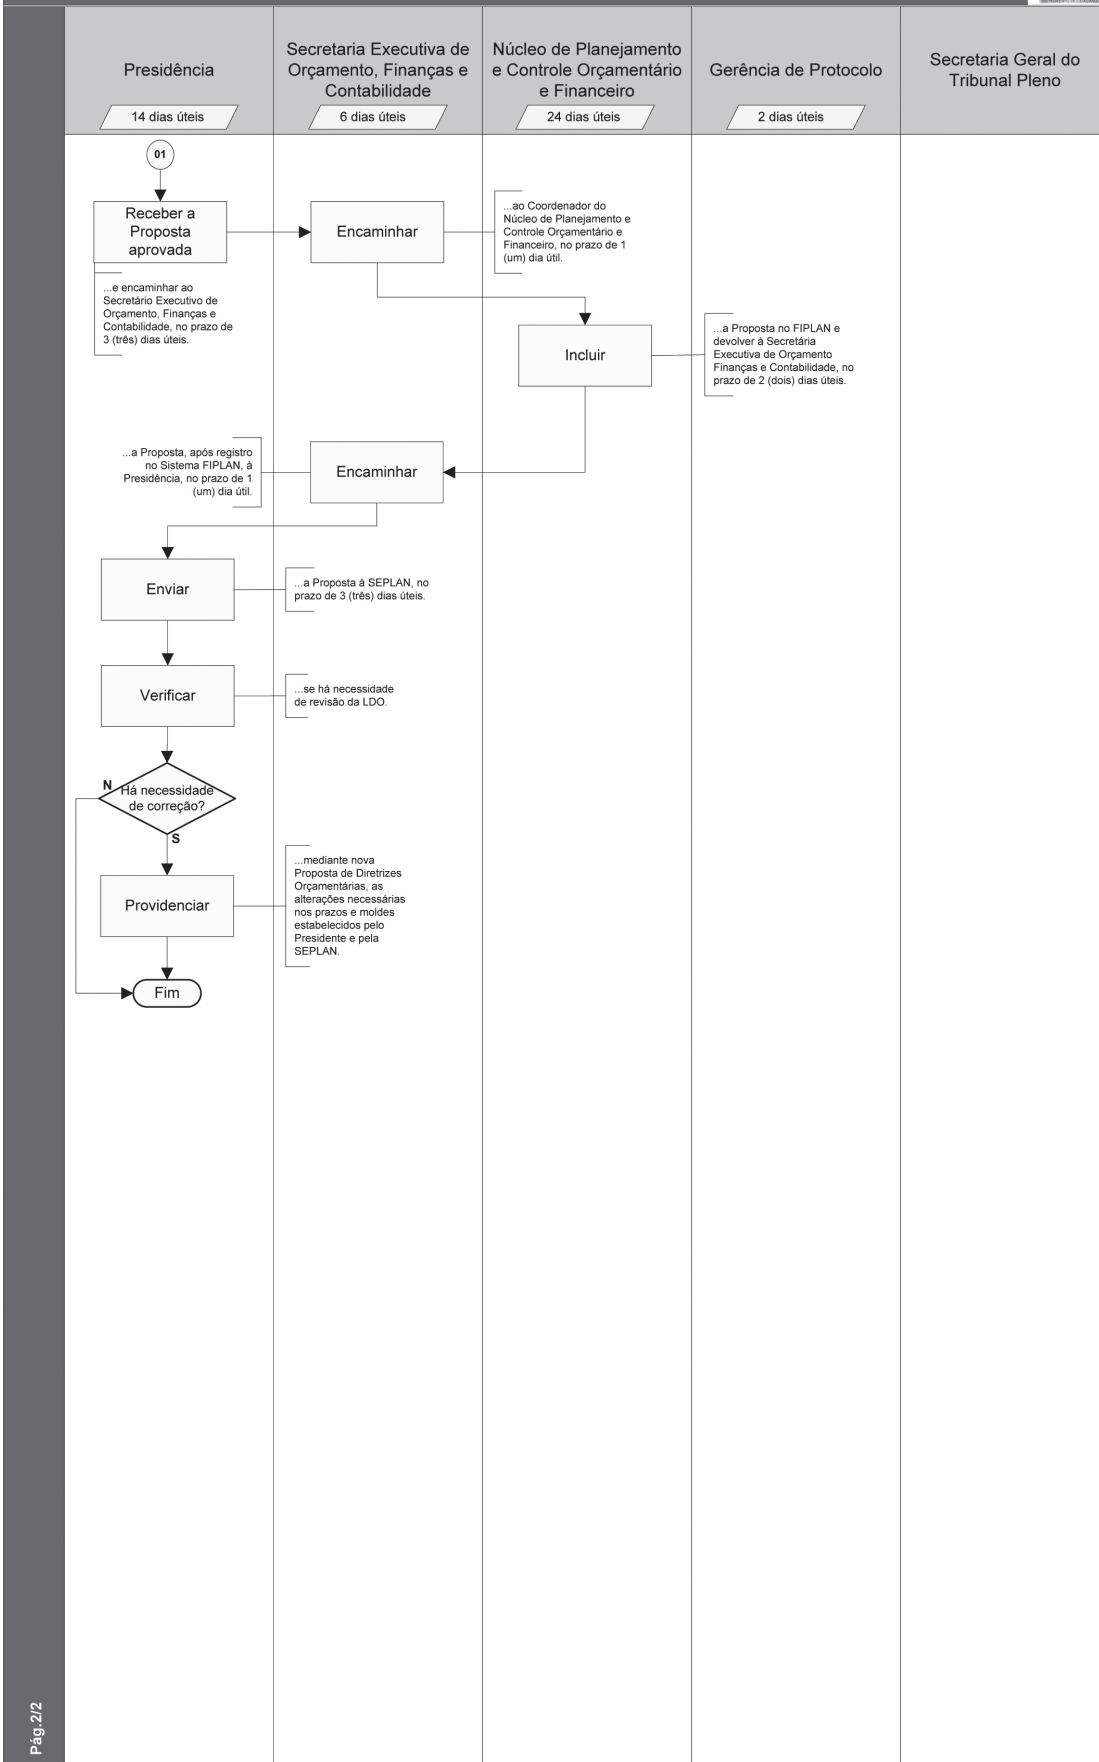 Presidência
14 dias úteis
Secretaria Executiva de
Orçamento, Finanças e
Contabilidade
6 dias úteis
Núcleo de Planejamento
e Controle Orçamentário
e Financeiro
24 dias úteis
Gerência de Protocolo
2 dias úteis
Secretaria Geral do
Tribunal Pleno
01
Receber a
Proposta
aprovada
...e encaminhar ao
Secretário Executivo de
Orçamento, Finanças e
Contabilidade, no prazo de
3 (três) dias úteis.
Encaminhar
...ao Coordenador do
Núcleo de Planejamento e
Controle Orçamentário e
Financeiro, no prazo de 1
(um) dia útil.
Incluir
...a Proposta no FIPLAN e
devolver à Secretária
Executiva de Orçamento
Finanças e Contabilidade, no
prazo de 2 (dois) dias úteis.
Encaminhar
...a Proposta, após registro
no Sistema FIPLAN, à
Presidência, no prazo de 1
(um) dia útil.
Enviar
...a Proposta à SEPLAN, no
prazo de 3 (três) dias úteis.
Verificar
...se há necessidade
de revisão da LDO.
Há necessidade
de correção?
N
S
Providenciar
...mediante nova
Proposta de Diretrizes
Orçamentárias, as
alterações necessárias
nos prazos e moldes
estabelecidos pelo
Presidente e pela
SEPLAN.
Fim
Pág.2/2